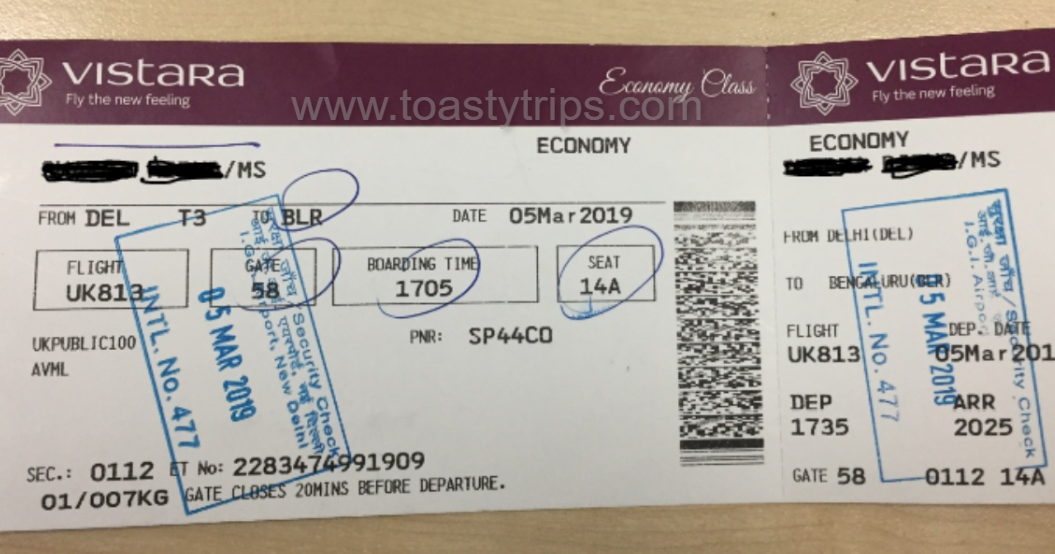 VISTARA
Fly the new feeling
Economy Class
www.toastytrips.com
ECONOMY
/MS
FROM DEL T3 TO BLR DATE 05Mar2019
FLIGHT GATE BOARDING TIME SEAT
UK813 58 1705 14A
UKPUBLIC100 PNR: SP44CO
AVML
SEC.: 0112 ET No: 2283474991909
01/007KG GATE CLOSES 20MINS BEFORE DEPARTURE.
सुरक्षा जाँच / Security Check
I.G.I. Airport, New Delhi
05 MAR 2019
INTL. No. 477
VISTARA
Fly the new feeling
ECONOMY
/MS
FROM DELHI(DEL)
TO BENGALURU(BLR)
FLIGHT DEP. DATE
UK813 05Mar201
DEP ARR
1735 2025
GATE 58 0112 14A
सुरक्षा जाँच / Security Check
I.G.I. Airport
05 MAR 2019
INTL. No. 477